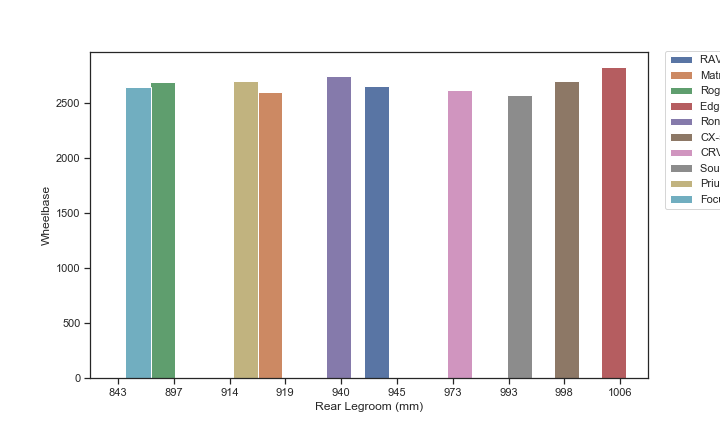 2500
2000
1500
1000
500
0
Wheelbase
843 897 914 919 940 945 973 993 998 1006
Rear Legroom (mm)
RAV
Mat
Rog
Edg
Ron
CX-
CRV
Sou
Priu
Focu